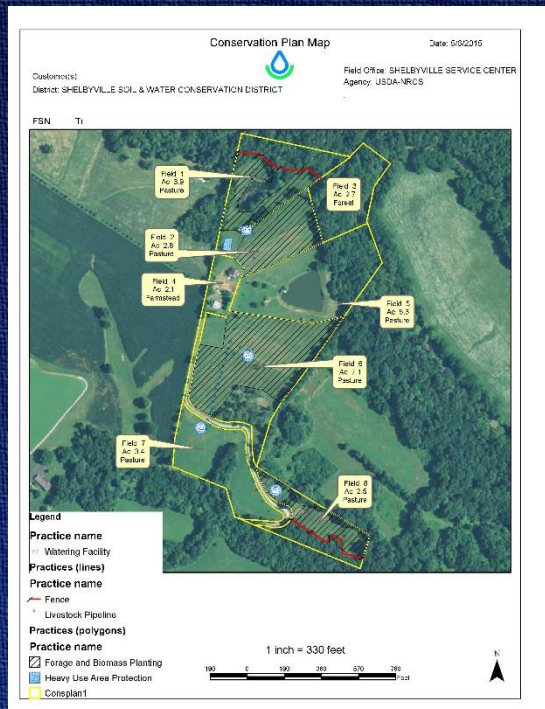 Conservation Plan Map
Date: 6/8/2015
Customer(s)
District: SHELBYVILLE SOIL & WATER CONSERVATION DISTRICT
Field Office: SHELBYVILLE SERVICE CENTER
Agency: USDA-NRCS
FSN Tr
Field 1
Ac 3.9
Pasture
Field 3
Ac 2.7
Forest
Field 2
Ac 2.8
Pasture
Field 4
Ac 2.1
Farmstead
Field 5
Ac 5.3
Pasture
Field 6
Ac 7.1
Pasture
Field 7
Ac 3.4
Pasture
Field 8
Ac 2.5
Pasture
Legend
Practice name
Watering Facility
Practices (lines)
Practice name
Fence
Livestock Pipeline
Practices (polygons)
Practice name
Forage and Biomass Planting
Heavy Use Area Protection
Consplan1
1 inch = 330 feet
190 0 190 380 570 760
Feet
N